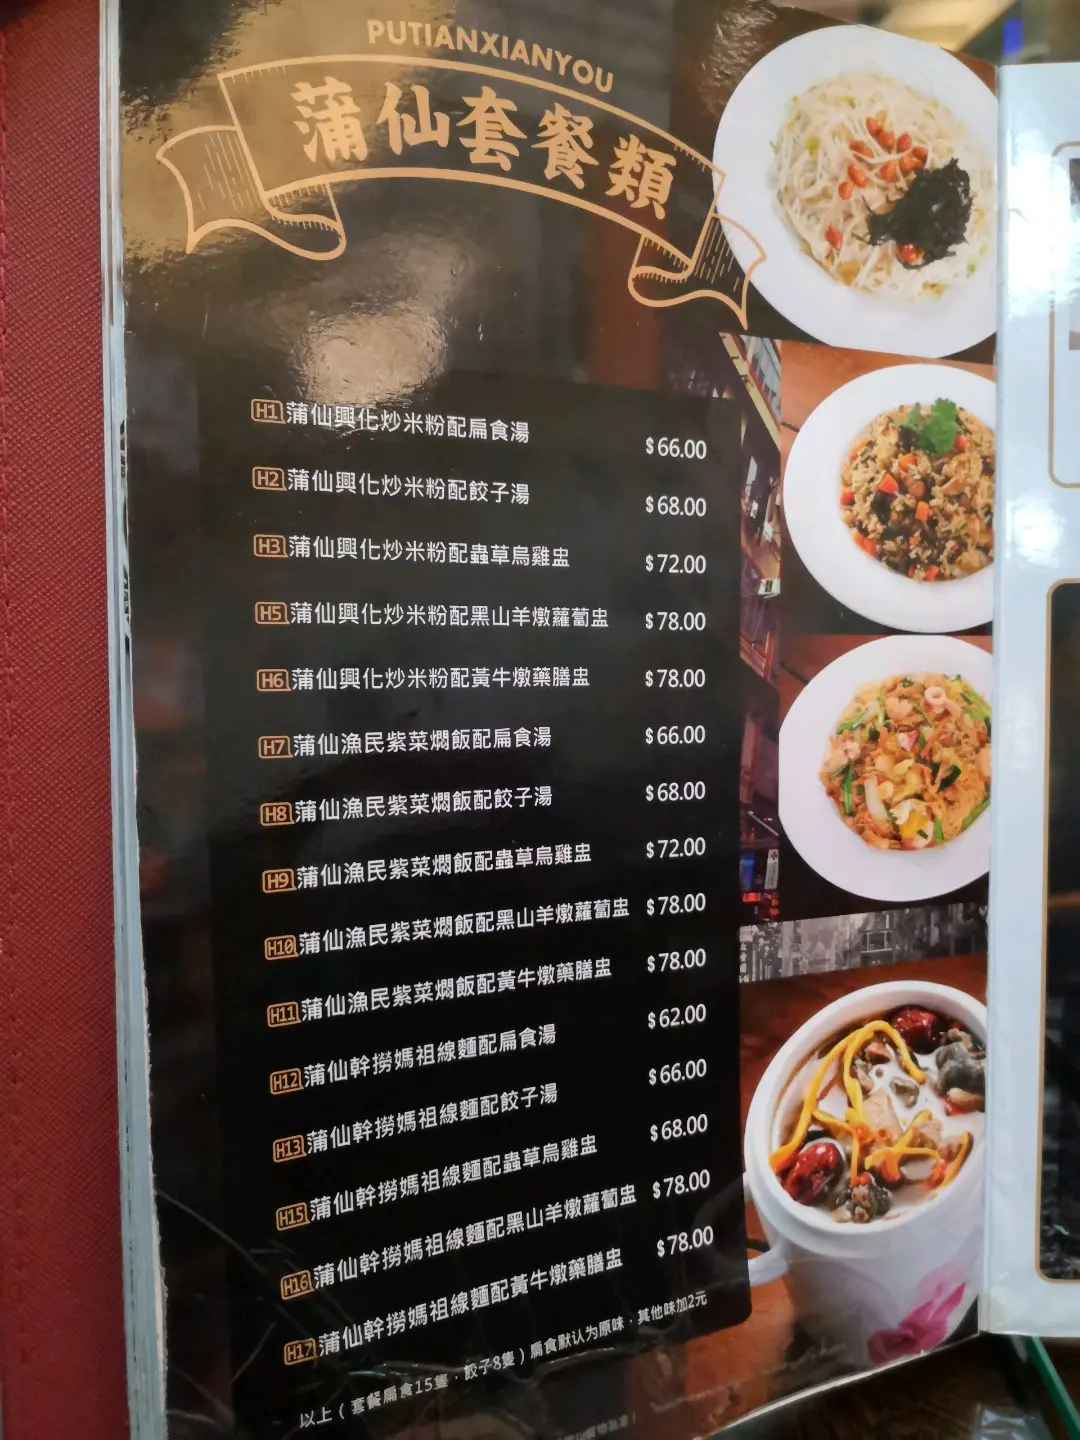 PUTIANXIANYOU
蒲仙套餐類
H1 蒲仙興化炒米粉配扁食湯 $66.00
H2 蒲仙興化炒米粉配餃子湯 $68.00
H3 蒲仙興化炒米粉配蟲草烏雞盅 $72.00
H5 蒲仙興化炒米粉配黑山羊燉蘿蔔盅 $78.00
H6 蒲仙興化炒米粉配黃牛燉藥膳盅 $78.00
H7 蒲仙漁民紫菜燜飯配扁食湯 $66.00
H8 蒲仙漁民紫菜燜飯配餃子湯 $68.00
H9 蒲仙漁民紫菜燜飯配蟲草烏雞盅 $72.00
H10 蒲仙漁民紫菜燜飯配黑山羊燉蘿蔔盅 $78.00
H11 蒲仙漁民紫菜燜飯配黃牛燉藥膳盅 $78.00
H12 蒲仙幹撈媽祖線麵配扁食湯 $62.00
H13 蒲仙幹撈媽祖線麵配餃子湯 $66.00
H15 蒲仙幹撈媽祖線麵配蟲草烏雞盅 $68.00
H16 蒲仙幹撈媽祖線麵配黑山羊燉蘿蔔盅 $78.00
H17 蒲仙幹撈媽祖線麵配黃牛燉藥膳盅 $78.00
以上（套餐扁食15隻．餃子8隻）扁食默认为原味．其他味加2元